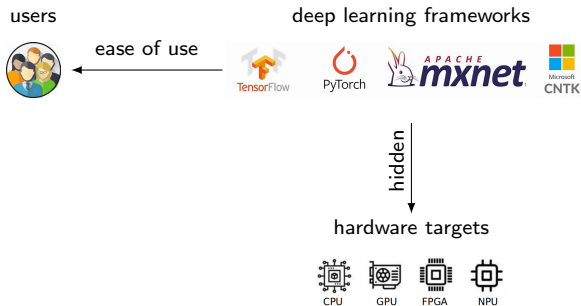 users
deep learning frameworks
ease of use
TensorFlow
PyTorch
APACHE
mxnet
Microsoft
CNTK
hidden
hardware targets
CPU
GPU
FPGA
NPU